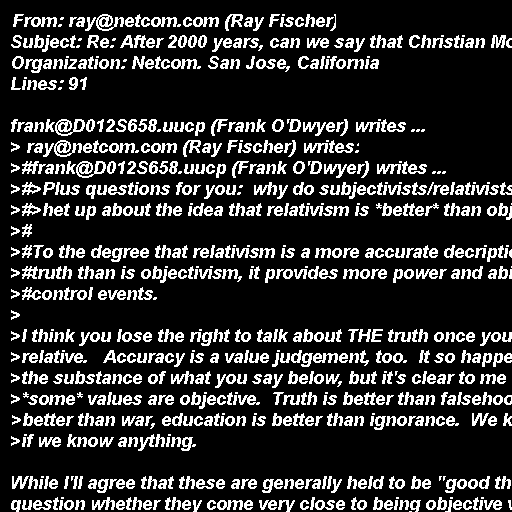 From: ray@netcom.com (Ray Fischer)
Subject: Re: After 2000 years, can we say that Christian Mo
Organization: Netcom. San Jose, California
Lines: 91

frank@D012S658.uucp (Frank O'Dwyer) writes ...
> ray@netcom.com (Ray Fischer) writes:
>#frank@D012S658.uucp (Frank O'Dwyer) writes ...
>#>Plus questions for you:  why do subjectivists/relativists
>#>het up about the idea that relativism is *better* than obj
>#
>#To the degree that relativism is a more accurate decripti
>#truth than is objectivism, it provides more power and abi
>#control events.
>
>I think you lose the right to talk about THE truth once you
>relative.   Accuracy is a value judgement, too.  It so happe
>the substance of what you say below, but it's clear to me
>*some* values are objective.  Truth is better than falsehoo
>better than war, education is better than ignorance.  We k
>if we know anything.

While I'll agree that these are generally held to be "good th
question whether they come very close to being objective v